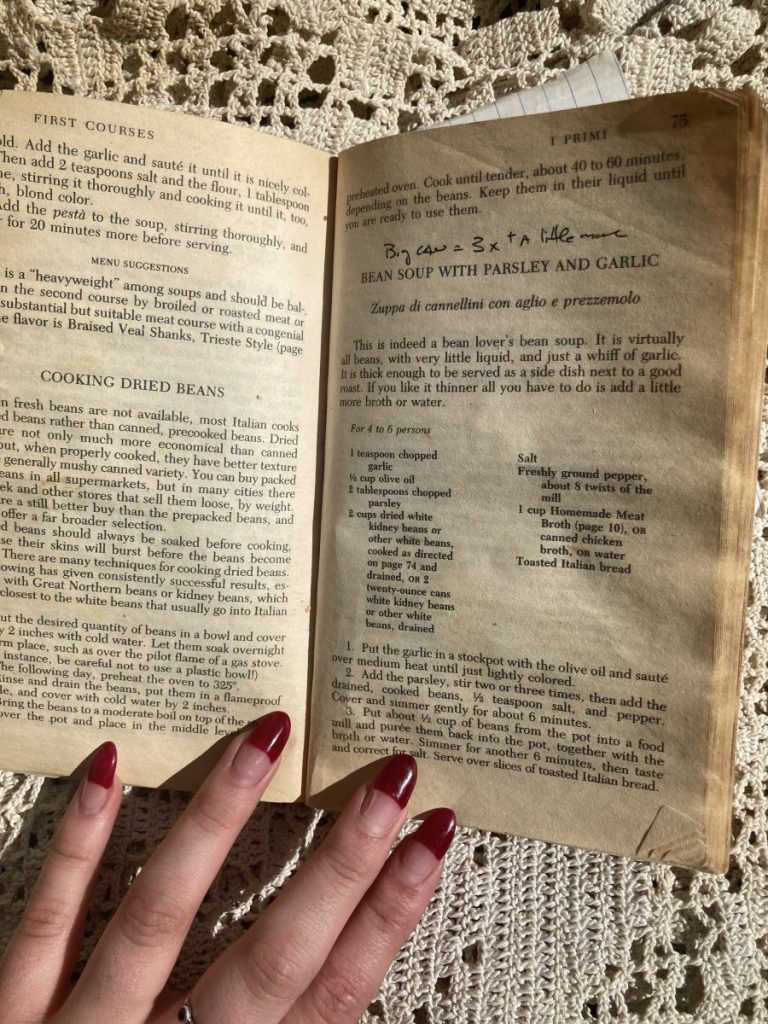 FIRST COURSES
old. Add the garlic and sauté it until it is nicely col-
Then add 2 teaspoons salt and the flour, 1 tablespoon
stirring it thoroughly and cooking it until it, too,
blond color.
Add the pestà to the soup, stirring thoroughly, and
for 20 minutes more before serving.
MENU SUGGESTIONS
is a "heavyweight" among soups and should be bal-
the second course by broiled or roasted meat or
substantial but suitable meat course with a congenial
flavor is Braised Veal Shanks, Trieste Style (page
COOKING DRIED BEANS
fresh beans are not available, most Italian cooks
beans rather than canned, precooked beans. Dried
are not only much more economical than canned
but, when properly cooked, they have better texture
generally mushy canned variety. You can buy packed
beans in all supermarkets, but in many cities there
and other stores that sell them loose, by weight.
are a still better buy than the prepacked beans, and
offer a far broader selection.
beans should always be soaked before cooking,
their skins will burst before the beans become
There are many techniques for cooking dried beans.
following has given consistently successful results, es-
with Great Northern beans or kidney beans, which
closest to the white beans that usually go into Italian
Put the desired quantity of beans in a bowl and cover
by 2 inches with cold water. Let them soak overnight
place, such as over the pilot flame of a gas stove.
instance, be careful not to use a plastic bowl!)
The following day, preheat the oven to 325°.
Rinse and drain the beans, put them in a flameproof
and cover with cold water by 2 inches.
Bring the beans to a moderate boil on top of the
cover the pot and place in the middle
I PRIMI 75
preheated oven. Cook until tender, about 40 to 60 minutes,
depending on the beans. Keep them in their liquid until
you are ready to use them.
Big can = 3x + A little more
BEAN SOUP WITH PARSLEY AND GARLIC
Zuppa di cannellini con aglio e prezzemolo
This is indeed a bean lover's bean soup. It is virtually
all beans, with very little liquid, and just a whiff of garlic.
It is thick enough to be served as a side dish next to a good
roast. If you like it thinner all you have to do is add a little
more broth or water.
For 4 to 6 persons
1 teaspoon chopped
garlic
½ cup olive oil
2 tablespoons chopped
parsley
2 cups dried white
kidney beans or
other white beans,
cooked as directed
on page 74 and
drained, OR 2
twenty-ounce cans
white kidney beans
or other white
beans, drained
Salt
Freshly ground pepper,
about 8 twists of the
mill
1 cup Homemade Meat
Broth (page 10), OR
canned chicken
broth, OR water
Toasted Italian bread
1. Put the garlic in a stockpot with the olive oil and sauté
over medium heat until just lightly colored.
2. Add the parsley, stir two or three times, then add the
drained, cooked beans, ½ teaspoon salt, and pepper.
Cover and simmer gently for about 6 minutes.
3. Put about ½ cup of beans from the pot into a food
mill and purée them back into the pot, together with the
broth or water. Simmer for another 6 minutes, then taste
and correct for salt. Serve over slices of toasted Italian bread.